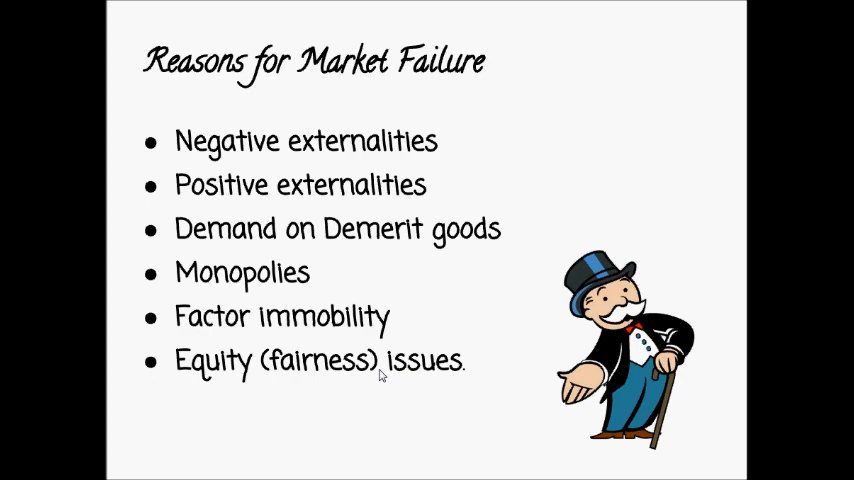 Reasons for Market Failure
● Negative externalities
● Positive externalities
● Demand on Demerit goods
● Monopolies
● Factor immobility
● Equity (fairness) issues.